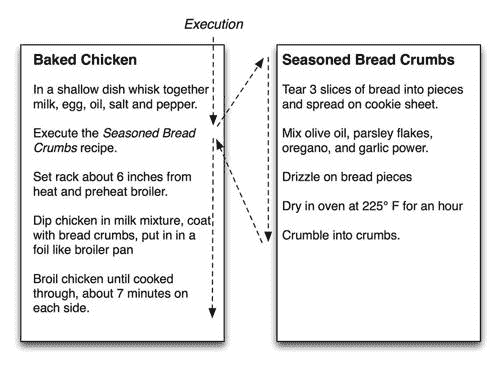 Execution
Baked Chicken
In a shallow dish whisk together
milk, egg, oil, salt and pepper.
Execute the Seasoned Bread
Crumbs recipe.
Set rack about 6 inches from
heat and preheat broiler.
Dip chicken in milk mixture, coat
with bread crumbs, put in in a
foil like broiler pan
Broil chicken until cooked
through, about 7 minutes on
each side.
Seasoned Bread Crumbs
Tear 3 slices of bread into pieces
and spread on cookie sheet.
Mix olive oil, parsley flakes,
oregano, and garlic power.
Drizzle on bread pieces
Dry in oven at 225° F for an hour
Crumble into crumbs.